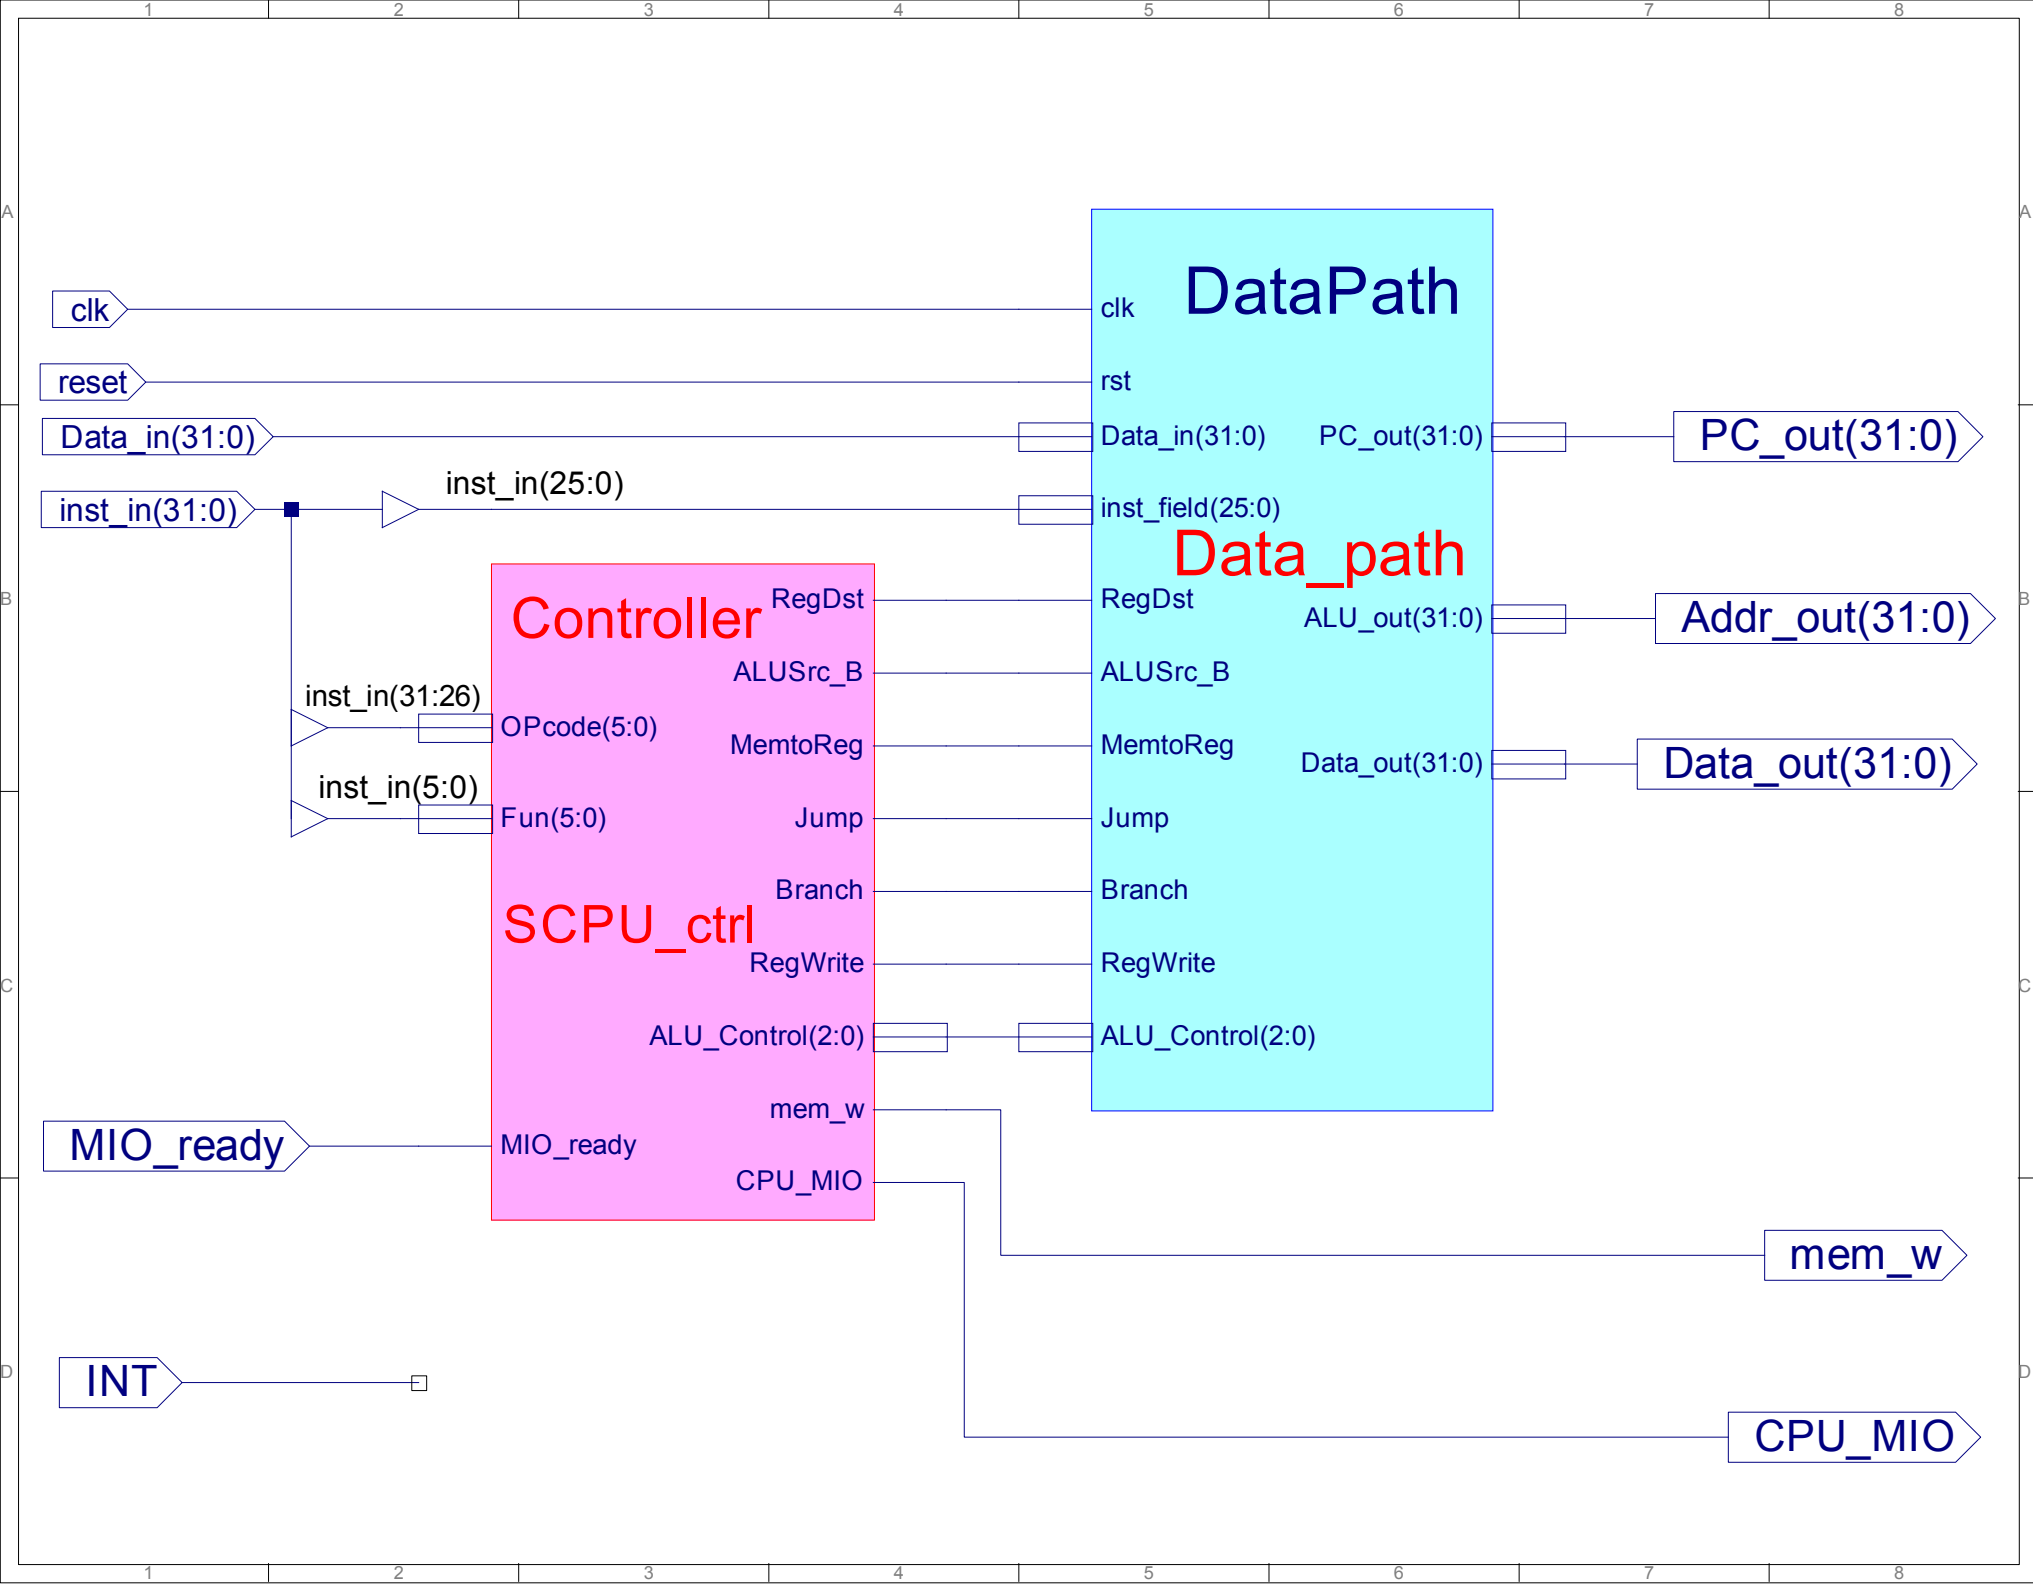 1 2 3 4 5 6 7 8
A
A
DataPath
clk
clk
reset
rst
Data_in(31:0)
Data_in(31:0)
PC_out(31:0)
PC_out(31:0)
inst_in(25:0)
inst_in(31:0)
inst_field(25:0)
Data_path
B
B
Controller
RegDst
RegDst
ALU_out(31:0)
Addr_out(31:0)
ALUSrc_B
ALUSrc_B
inst_in(31:26)
OPcode(5:0)
MemtoReg
MemtoReg
Data_out(31:0)
Data_out(31:0)
inst_in(5:0)
Fun(5:0)
Jump
Jump
Branch
Branch
SCPU_ctrl
RegWrite
RegWrite
C
C
ALU_Control(2:0)
ALU_Control(2:0)
mem_w
MIO_ready
MIO_ready
CPU_MIO
mem_w
D
D
INT
CPU_MIO
1 2 3 4 5 6 7 8